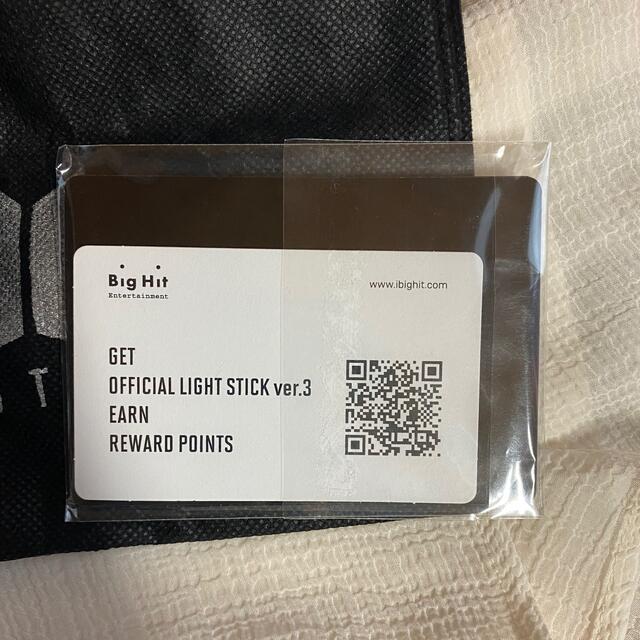 Big Hit
Entertainment
www.ibighit.com
GET
OFFICIAL LIGHT STICK ver.3
EARN
REWARD POINTS
T